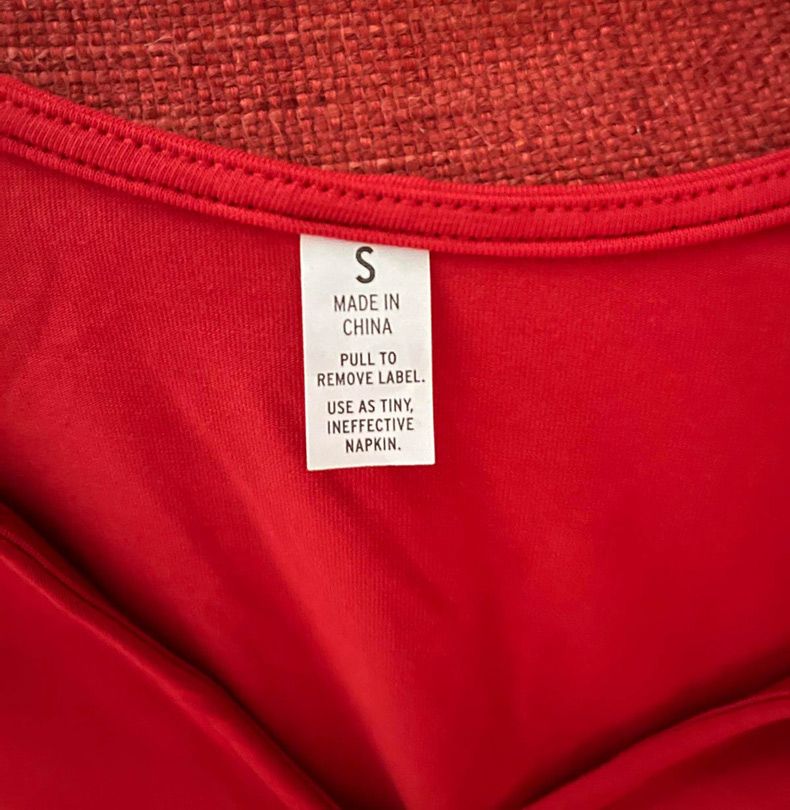 S
MADE IN
CHINA
PULL TO
REMOVE LABEL.
USE AS TINY,
INEFFECTIVE
NAPKIN.